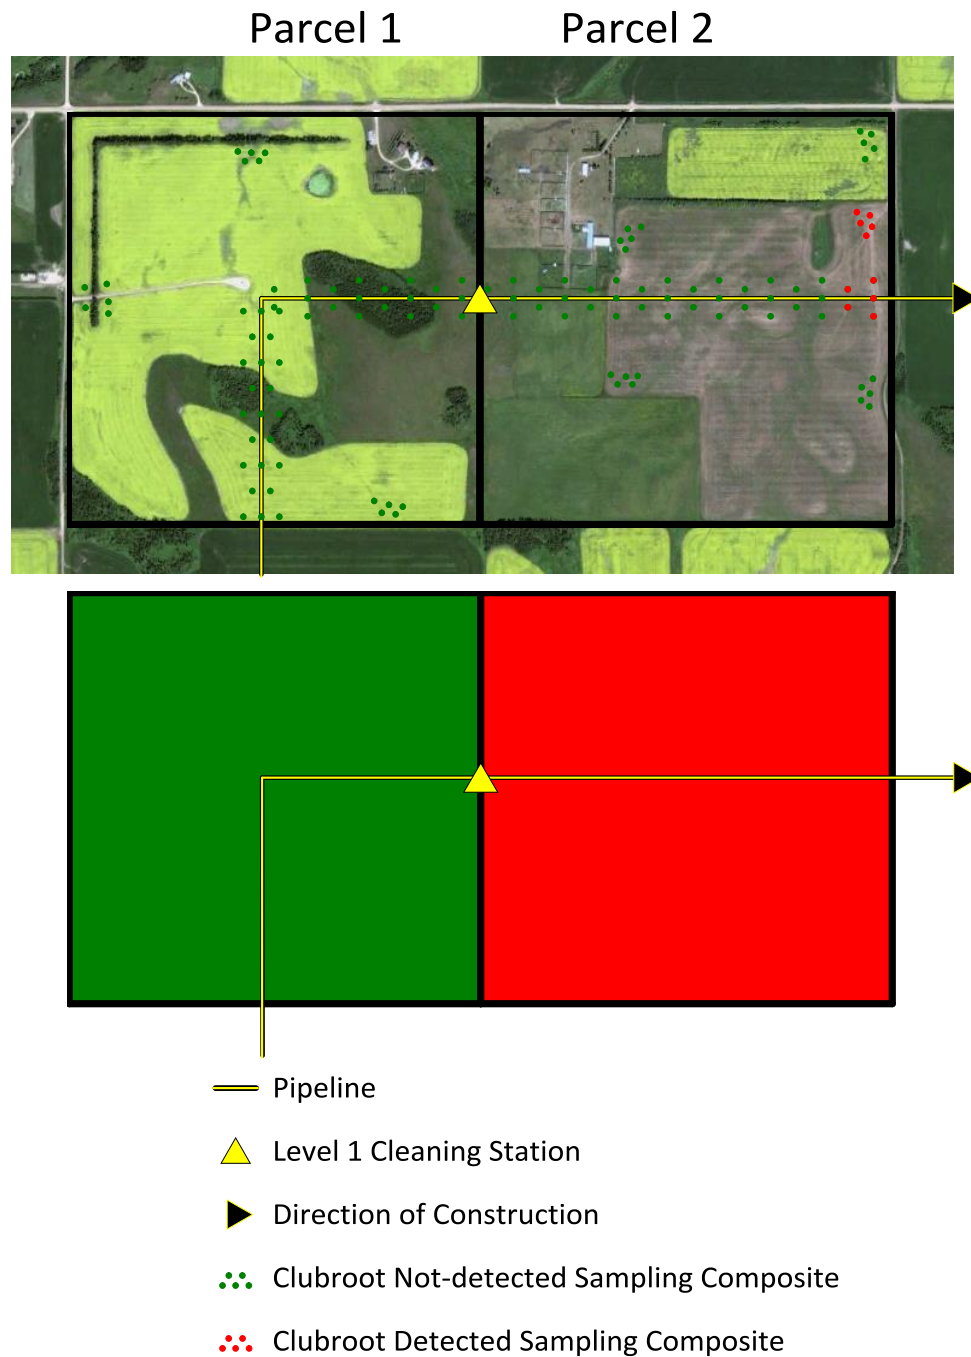 Parcel 1 Parcel 2
Pipeline
Level 1 Cleaning Station
Direction of Construction
Clubroot Not-detected Sampling Composite
Clubroot Detected Sampling Composite